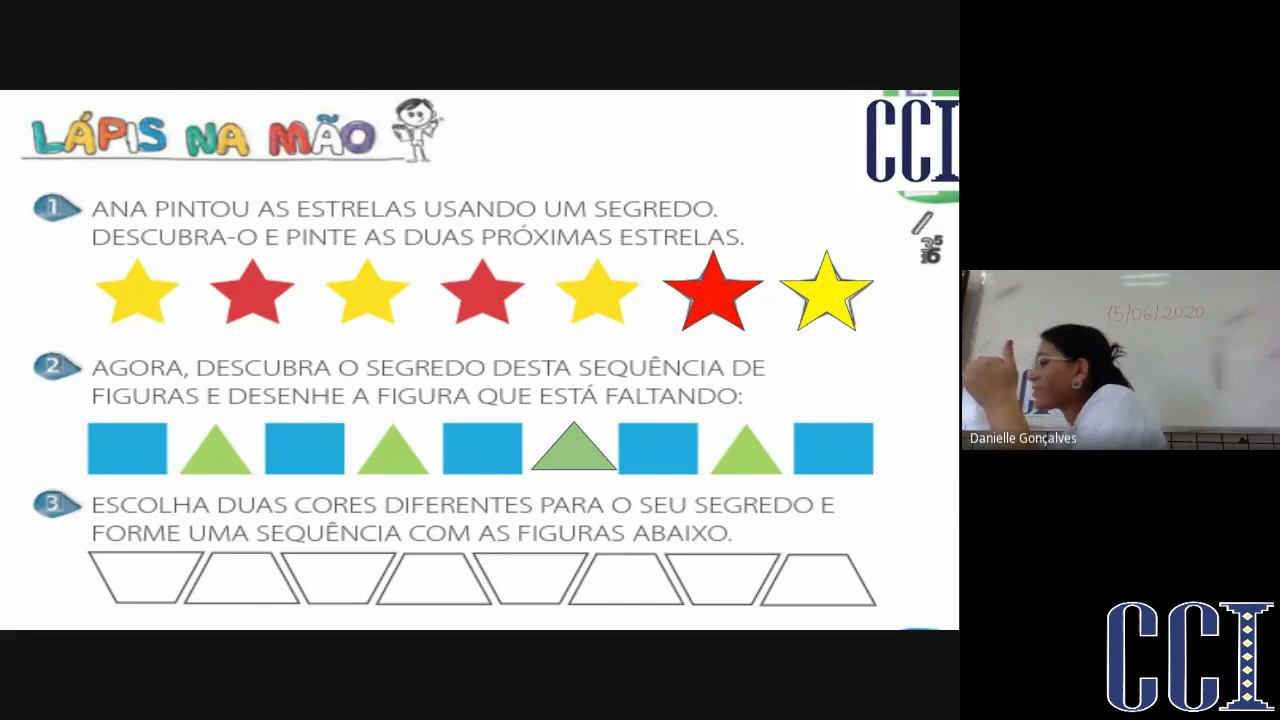 LÁPIS NA MÃO
CCI
1 ANA PINTOU AS ESTRELAS USANDO UM SEGREDO.
DESCUBRA-O E PINTE AS DUAS PRÓXIMAS ESTRELAS.
2 AGORA, DESCUBRA O SEGREDO DESTA SEQUÊNCIA DE
FIGURAS E DESENHE A FIGURA QUE ESTÁ FALTANDO:
3 ESCOLHA DUAS CORES DIFERENTES PARA O SEU SEGREDO E
FORME UMA SEQUÊNCIA COM AS FIGURAS ABAIXO.
15/06/2020
Danielle Gonçalves
CCI